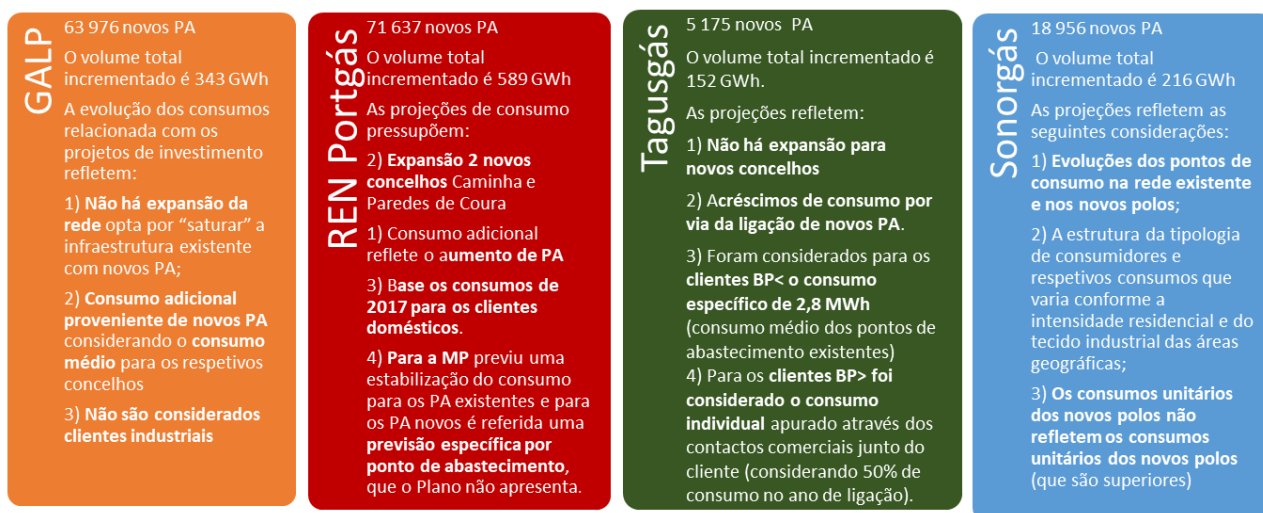 GALP
63 976 novos PA
O volume total
incrementado é 343 GWh
A evolução dos consumos
relacionada com os
projetos de investimento
refletem:
1) Não há expansão da
rede opta por “saturar” a
infraestrutura existente
com novos PA;
2) Consumo adicional
proveniente de novos PA
considerando o consumo
médio para os respetivos
concelhos
3) Não são considerados
clientes industriais
REN Portgás
71 637 novos PA
O volume total
incrementado é 589 GWh
As projeções de consumo
pressupõem:
2) Expansão 2 novos
concelhos Caminha e
Paredes de Coura
1) Consumo adicional
reflete o aumento de PA
3) Base os consumos de
2017 para os clientes
domésticos.
4) Para a MP previu uma
estabilização do consumo
para os PA existentes e para
os PA novos é referida uma
previsão específica por
ponto de abastecimento,
que o Plano não apresenta.
Tagusgás
5 175 novos PA
O volume total incrementado é
152 GWh.
As projeções refletem:
1) Não há expansão para
novos concelhos
2) Acréscimos de consumo por
via da ligação de novos PA.
3) Foram considerados para os
clientes BP< o consumo
específico de 2,8 MWh
(consumo médio dos pontos de
abastecimento existentes)
4) Para os clientes BP> foi
considerado o consumo
individual apurado através dos
contactos comerciais junto do
cliente (considerando 50% de
consumo no ano de ligação).
Sonorgás
18 956 novos PA
O volume total
incrementado é 216 GWh
As projeções refletem as
seguintes considerações:
1) Evoluções dos pontos de
consumo na rede existente
e nos novos polos;
2) A estrutura da tipologia
de consumidores e
respetivos consumos que
varia conforme a
intensidade residencial e do
tecido industrial das áreas
geográficas;
3) Os consumos unitários
dos novos polos não
refletem os consumos
unitários dos novos polos
(que são superiores)